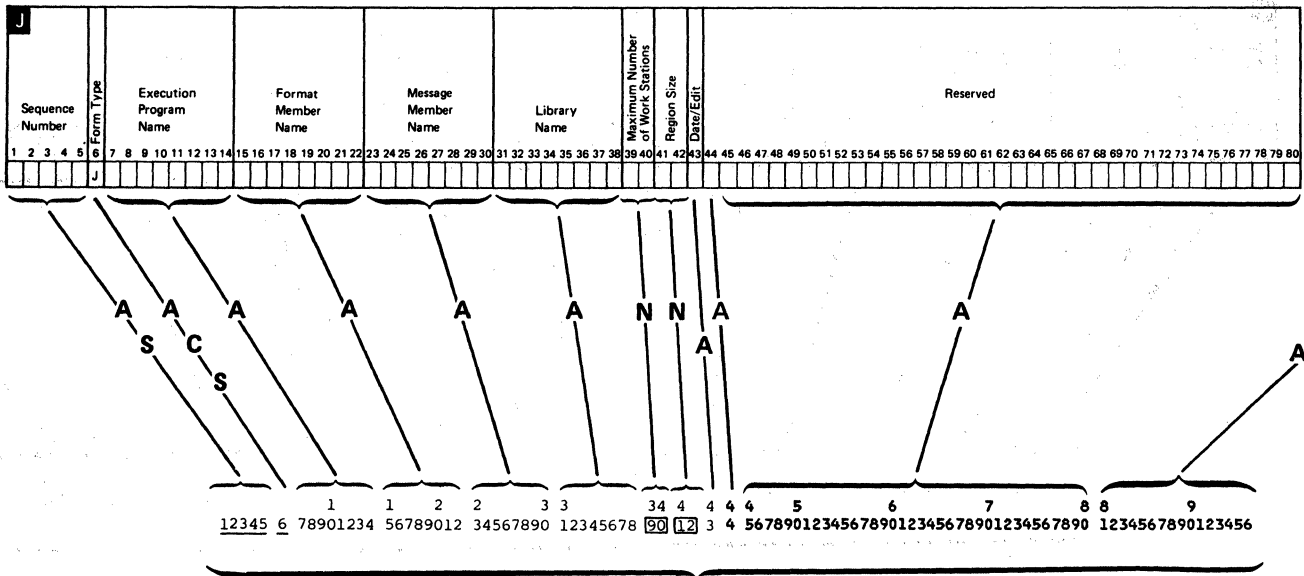 J
Sequence Number
Form Type
Execution Program Name
Format Member Name
Message Member Name
Library Name
Maximum Number of Work Stations
Region Size
Date/Edit
Reserved
1 2 3 4 5 6 7 8 9 10 11 12 13 14 15 16 17 18 19 20 21 22 23 24 25 26 27 28 29 30 31 32 33 34 35 36 37 38 39 40 41 42 43 44 45 46 47 48 49 50 51 52 53 54 55 56 57 58 59 60 61 62 63 64 65 66 67 68 69 70 71 72 73 74 75 76 77 78 79 80
J
A A A A A A N N A A
S C A A
S
1 1 2 2 3 3 34 4 4 4 4 5 6 7 8 8 9
12345 6 78901234 56789012 34567890 12345678 90 12 3 4 567890123456789012345678901234567890 1234567890123456